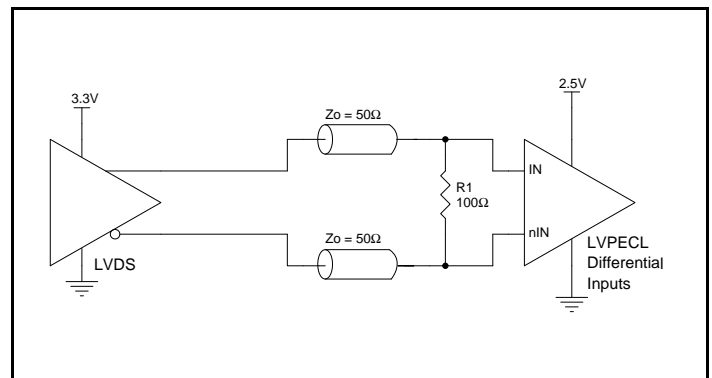 3.3V
2.5V
Zo = 50Ω
IN
R1
100Ω
nIN
Zo = 50Ω
LVDS
LVPECL
Differential
Inputs